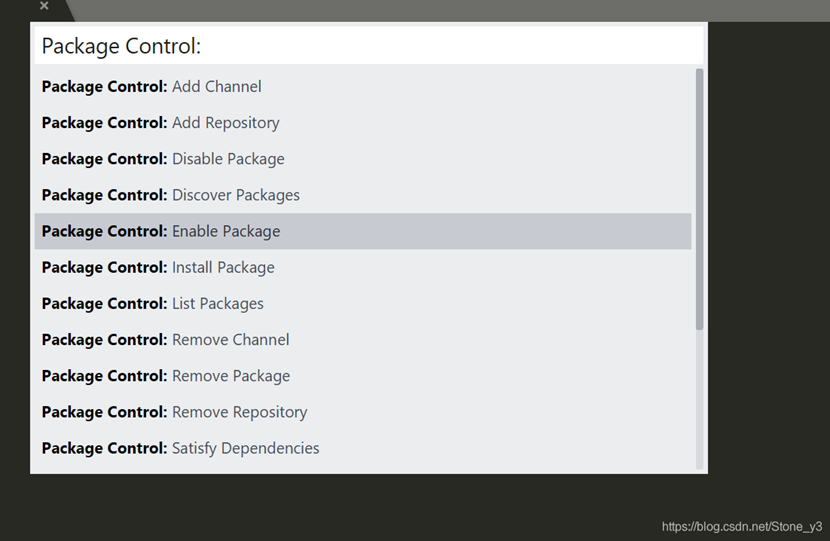 Package Control:
Package Control: Add Channel
Package Control: Add Repository
Package Control: Disable Package
Package Control: Discover Packages
Package Control: Enable Package
Package Control: Install Package
Package Control: List Packages
Package Control: Remove Channel
Package Control: Remove Package
Package Control: Remove Repository
Package Control: Satisfy Dependencies
https://blog.csdn.net/Stone_y3